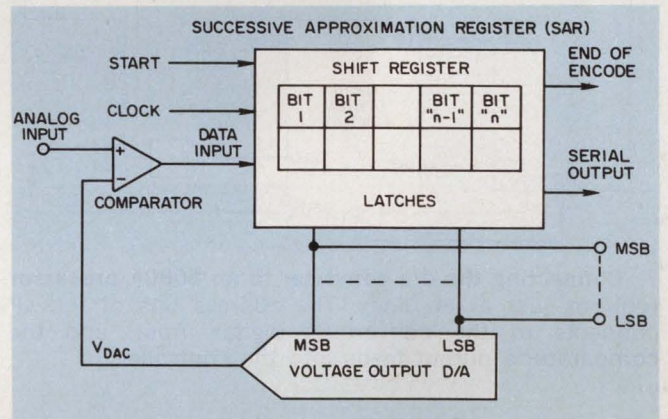 SUCCESSIVE APPROXIMATION REGISTER (SAR)
START
CLOCK
ANALOG
INPUT
DATA
INPUT
+
−
COMPARATOR
SHIFT REGISTER
BIT
1
BIT
2
BIT
"n-1"
BIT
"n"
LATCHES
END OF
ENCODE
SERIAL
OUTPUT
MSB
LSB
MSB
LSB
VDAC
VOLTAGE OUTPUT D/A